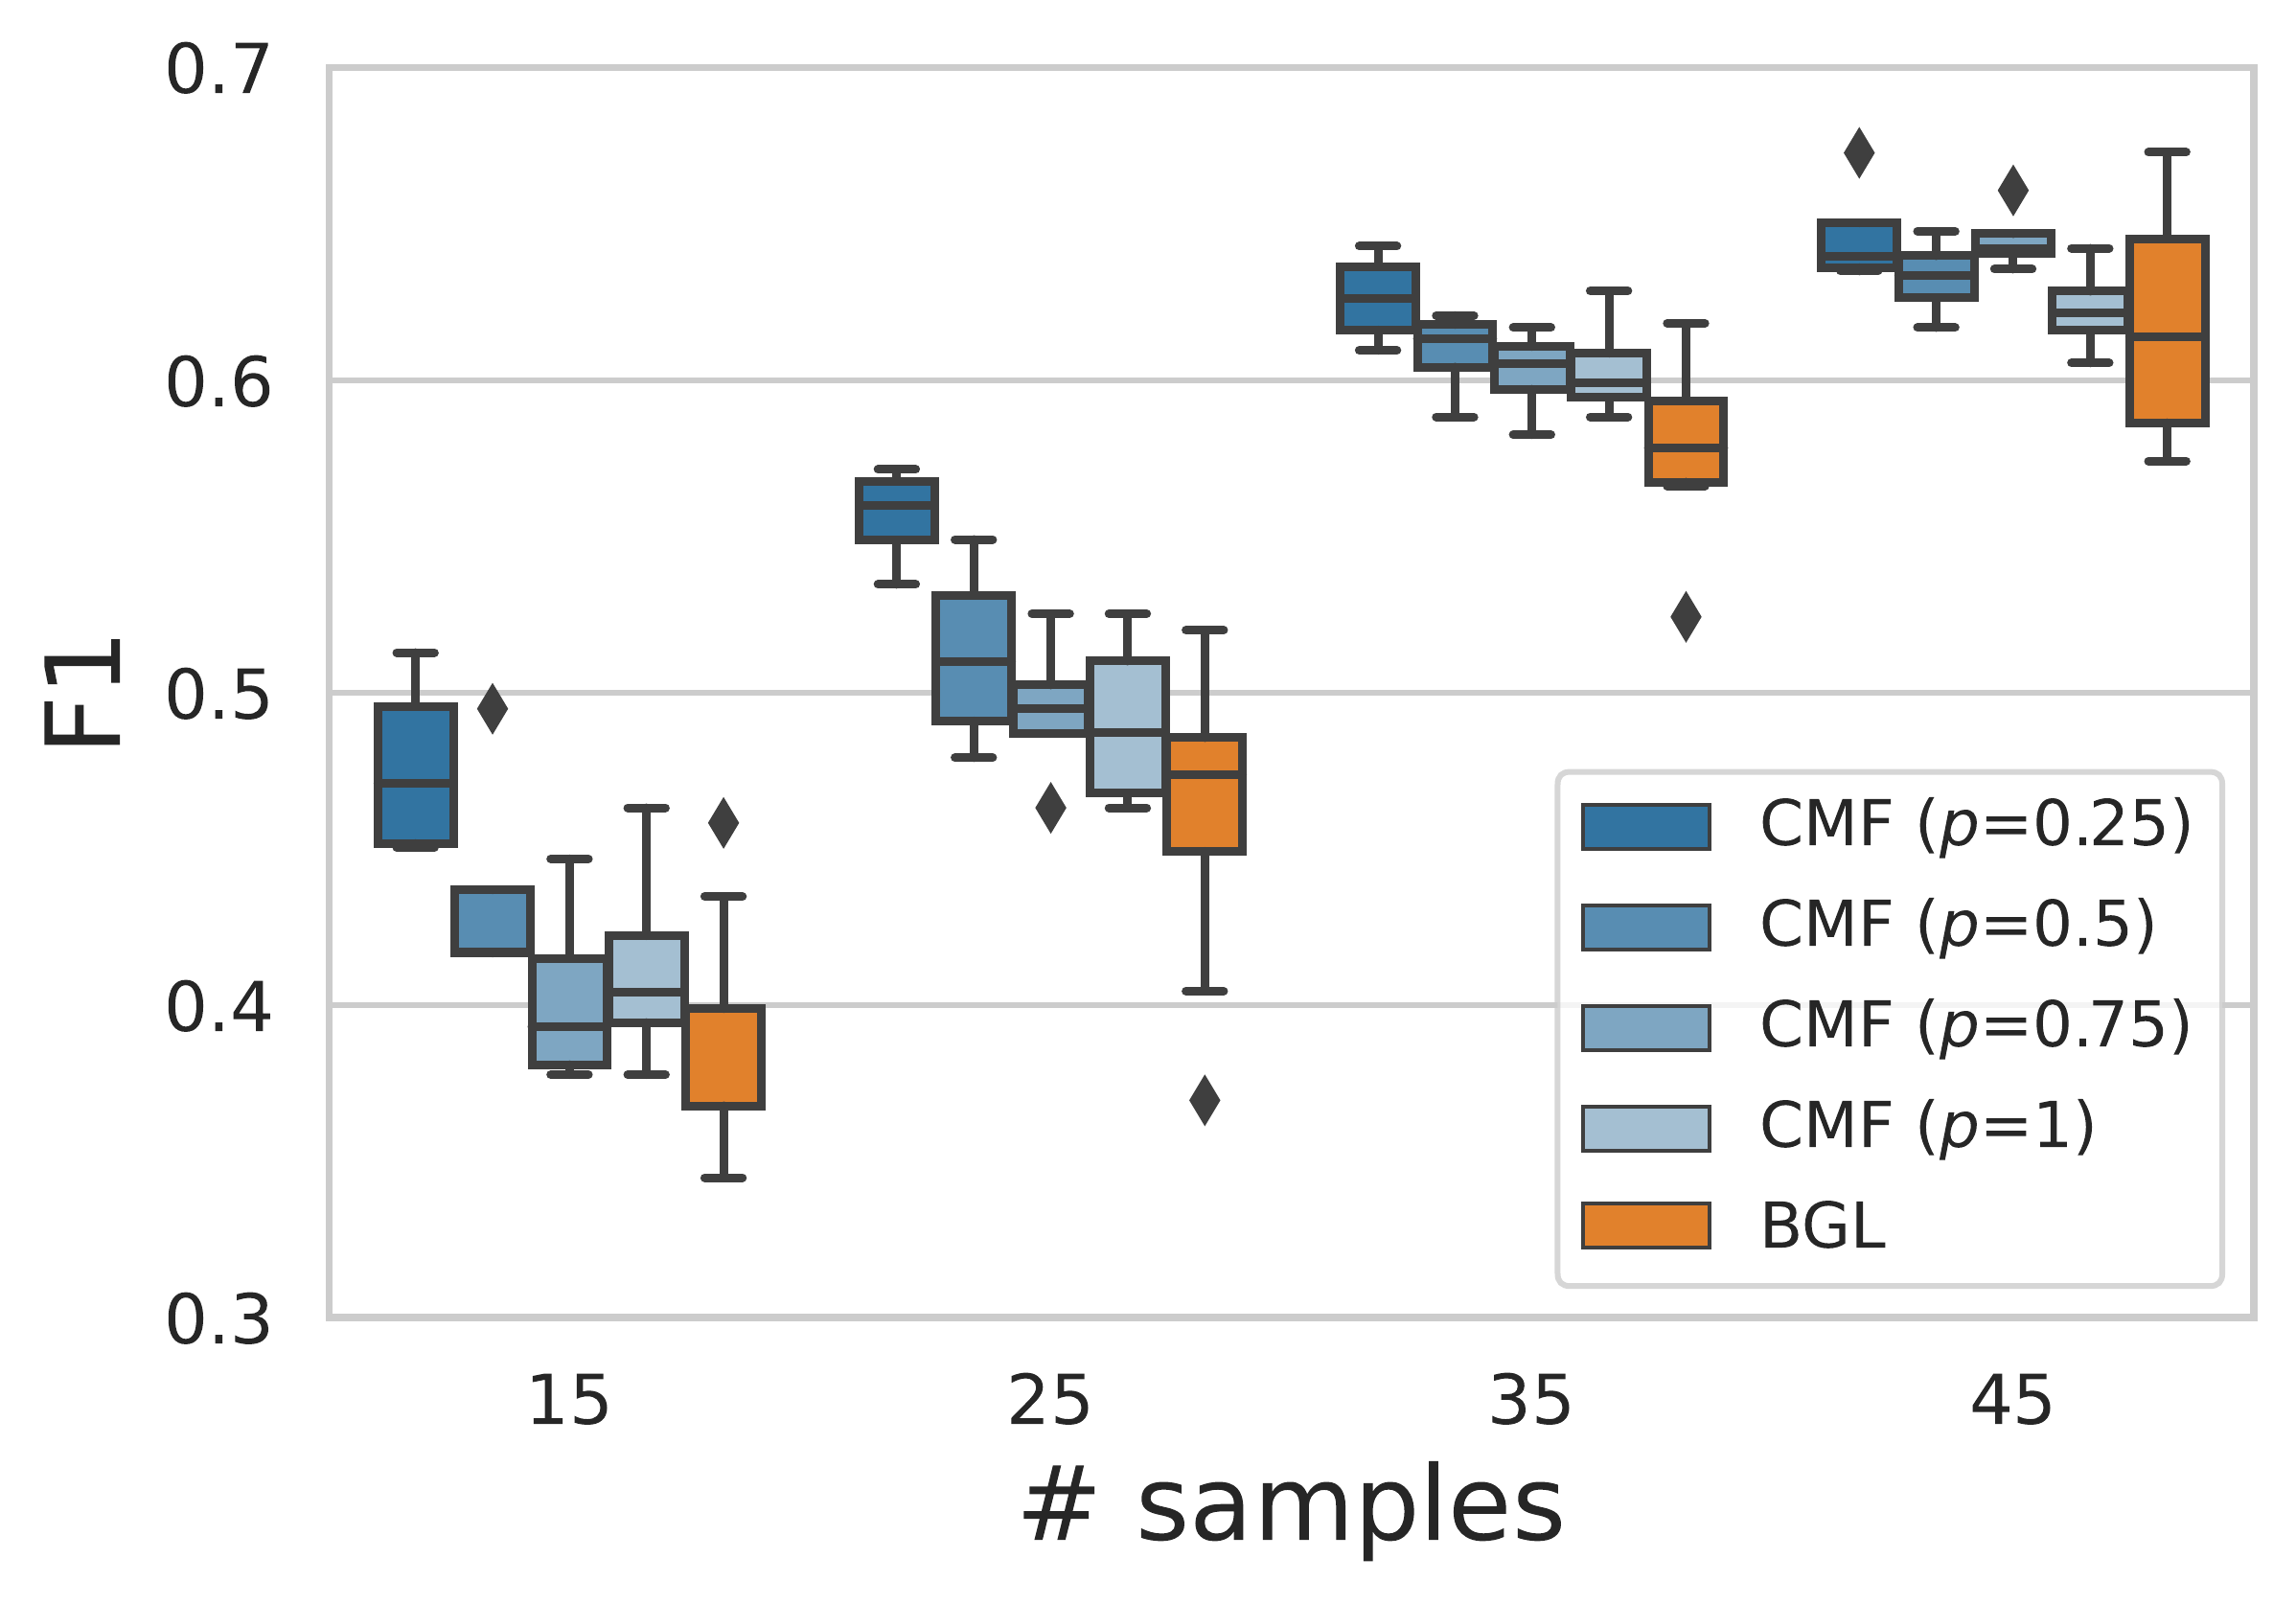 0.7
0.6
0.5
0.4
0.3
F1
15 25 35 45
# samples
CMF (p=0.25)
CMF (p=0.5)
CMF (p=0.75)
CMF (p=1)
BGL